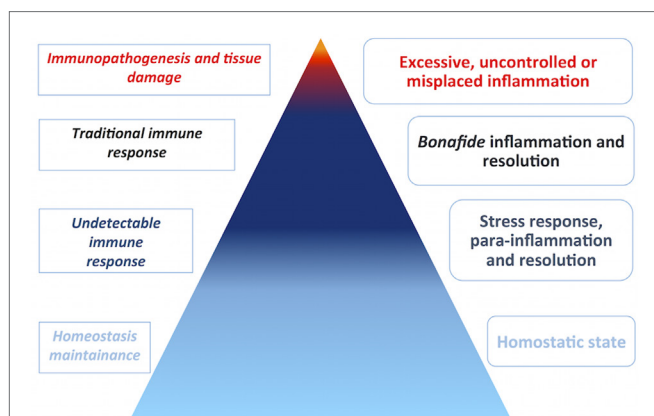 Immunopathogenesis and tissue
damage
Excessive, uncontrolled or
misplaced inflammation
Traditional immune
response
Bonafide inflammation and
resolution
Undetectable
immune
response
Stress response,
para-inflammation
and resolution
Homeostasis
maintainance
Homostatic state